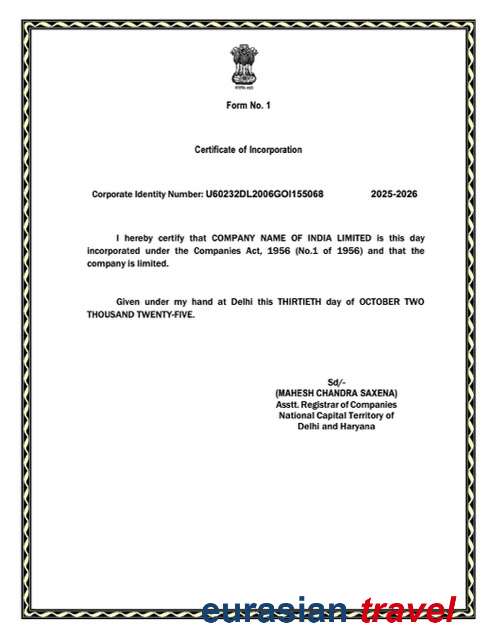 Form No. 1
Certificate of Incorporation
Corporate Identity Number: U60232DL2006GOI155068 2025-2026
I hereby certify that COMPANY NAME OF INDIA LIMITED is this day
incorporated under the Companies Act, 1956 (No.1 of 1956) and that the
company is limited.
Given under my hand at Delhi this THIRTIETH day of OCTOBER TWO
THOUSAND TWENTY-FIVE.
Sd/-
(MAHESH CHANDRA SAXENA)
Asstt. Registrar of Companies
National Capital Territory of
Delhi and Haryana
eurasian travel